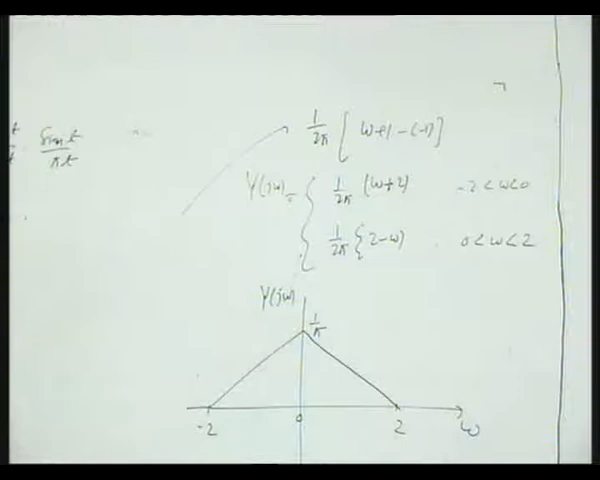 1/2π [ ω+1-(-1)]
sin t/πt
Y(jω) = { 1/2π (ω+2) -2<ω<0
1/2π {2-ω) 0<ω<2
Y(jω)
1/π
-2 0 2 ω